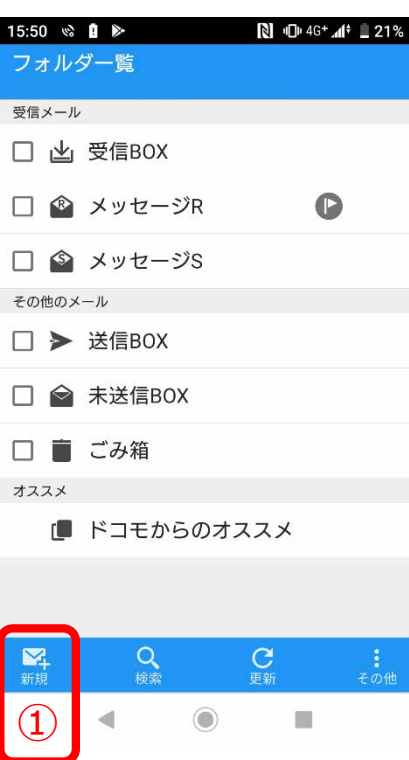 15:50 4G+ 21%
フォルダ一覧
受信メール
受信BOX
R メッセージR
S メッセージS
その他のメール
送信BOX
未送信BOX
ごみ箱
オススメ
ドコモからのオススメ
新規 検索 更新 その他
①